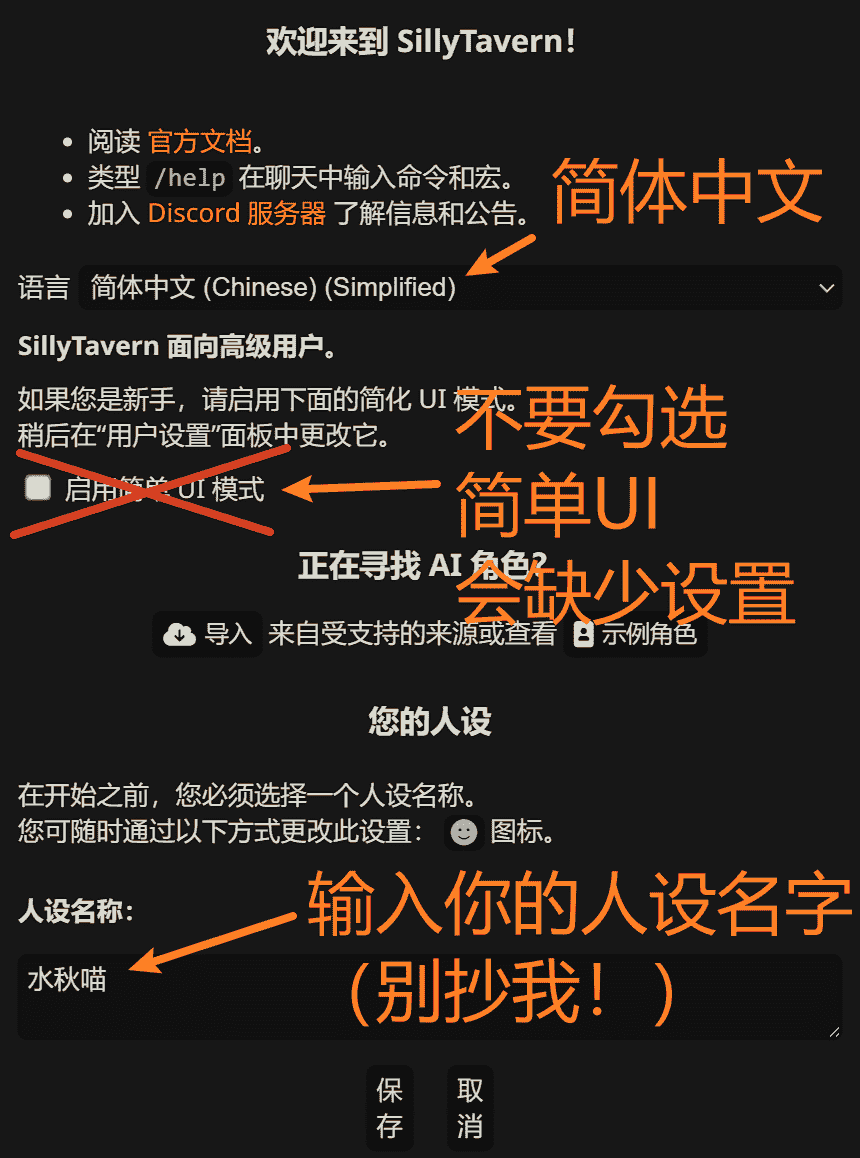 欢迎来到 SillyTavern！
阅读 官方文档。
类型 /help 在聊天中输入命令和宏。
加入 Discord 服务器 了解信息和公告。
简体中文
语言 简体中文 (Chinese) (Simplified)
SillyTavern 面向高级用户。
如果您是新手，请启用下面的简化 UI 模式。
稍后在“用户设置”面板中更改它。
不要勾选
启用简单 UI 模式
简单UI
会缺少设置
正在寻找 AI 角色?
导入 来自受支持的来源或查看 示例角色
您的人设
在开始之前，您必须选择一个人设名称。
您可随时通过以下方式更改此设置： 图标。
输入你的人设名字
（别抄我！）
人设名称：
水秋喵
保存
取消